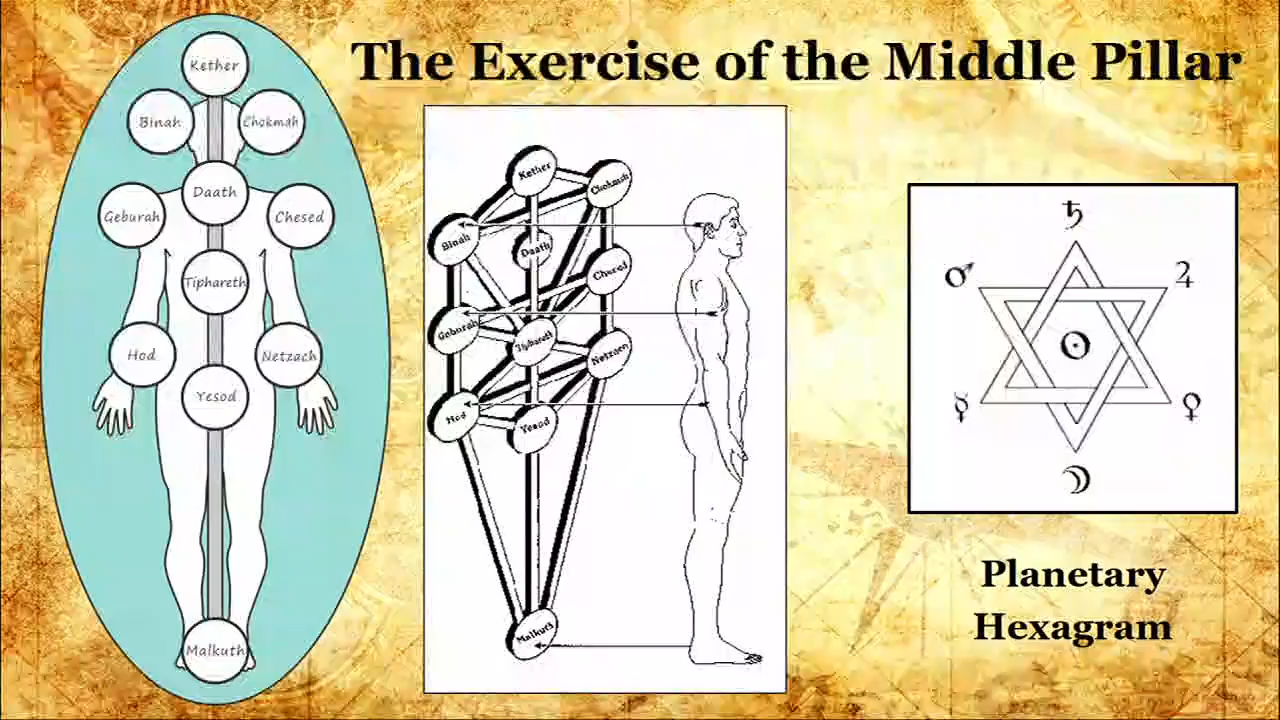 The Exercise of the Middle Pillar
Kether
Binah
Chokmah
Daath
Geburah
Chesed
Tiphareth
Hod
Netzach
Yesod
Malkuth
Kether
Chokmah
Binah
Daath
Chesed
Geburah
Tiphareth
Netzach
Hod
Yesod
Malkuth
♄
♂
♃
☉
☿
♀
☽
Planetary
Hexagram